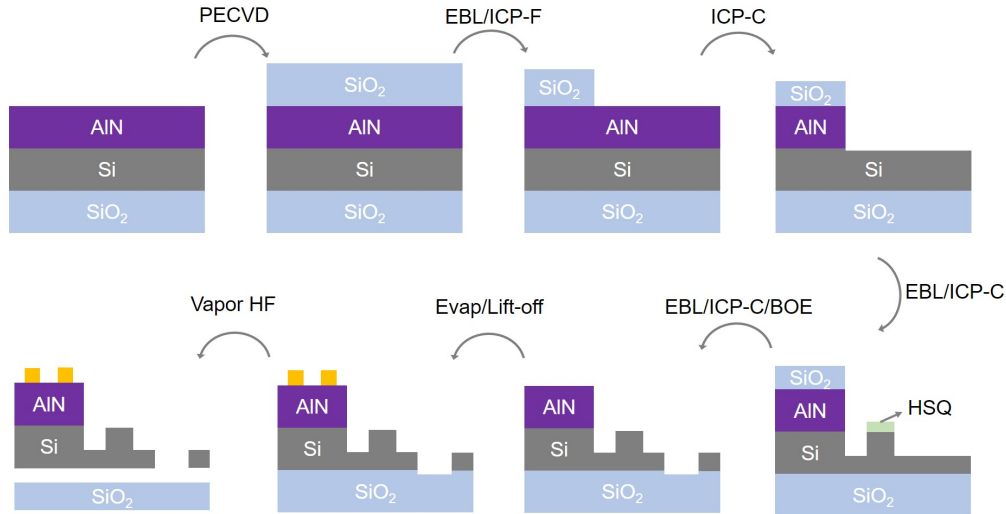 PECVD
EBL/ICP-F
ICP-C
SiO₂
SiO₂
SiO₂
AlN
AlN
AlN
AlN
Si
Si
Si
Si
SiO₂
SiO₂
SiO₂
SiO₂
EBL/ICP-C
Vapor HF
Evap/Lift-off
EBL/ICP-C/BOE
SiO₂
AlN
AlN
AlN
AlN
HSQ
Si
Si
Si
Si
SiO₂
SiO₂
SiO₂
SiO₂